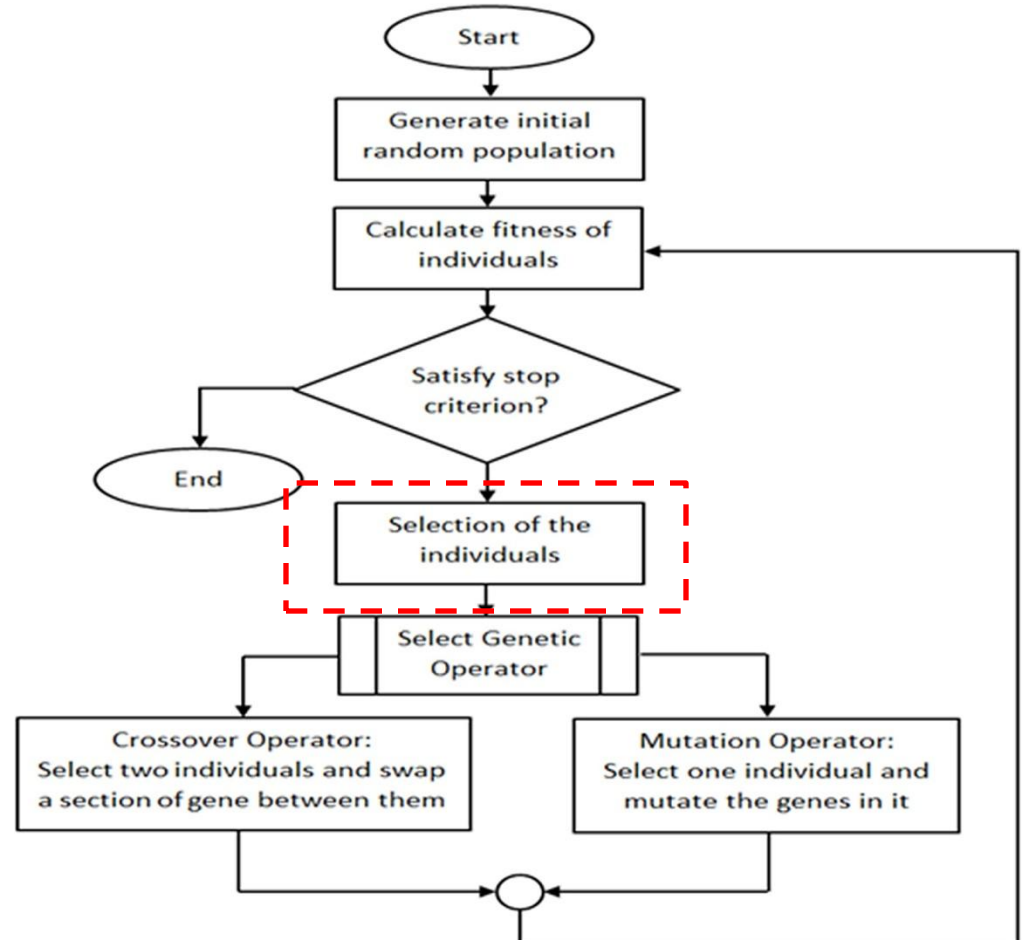 Start
Generate initial
random population
Calculate fitness of
individuals
Satisfy stop
criterion?
End
Selection of the
individuals
Select Genetic
Operator
Crossover Operator:
Select two individuals and swap
a section of gene between them
Mutation Operator:
Select one individual and
mutate the genes in it